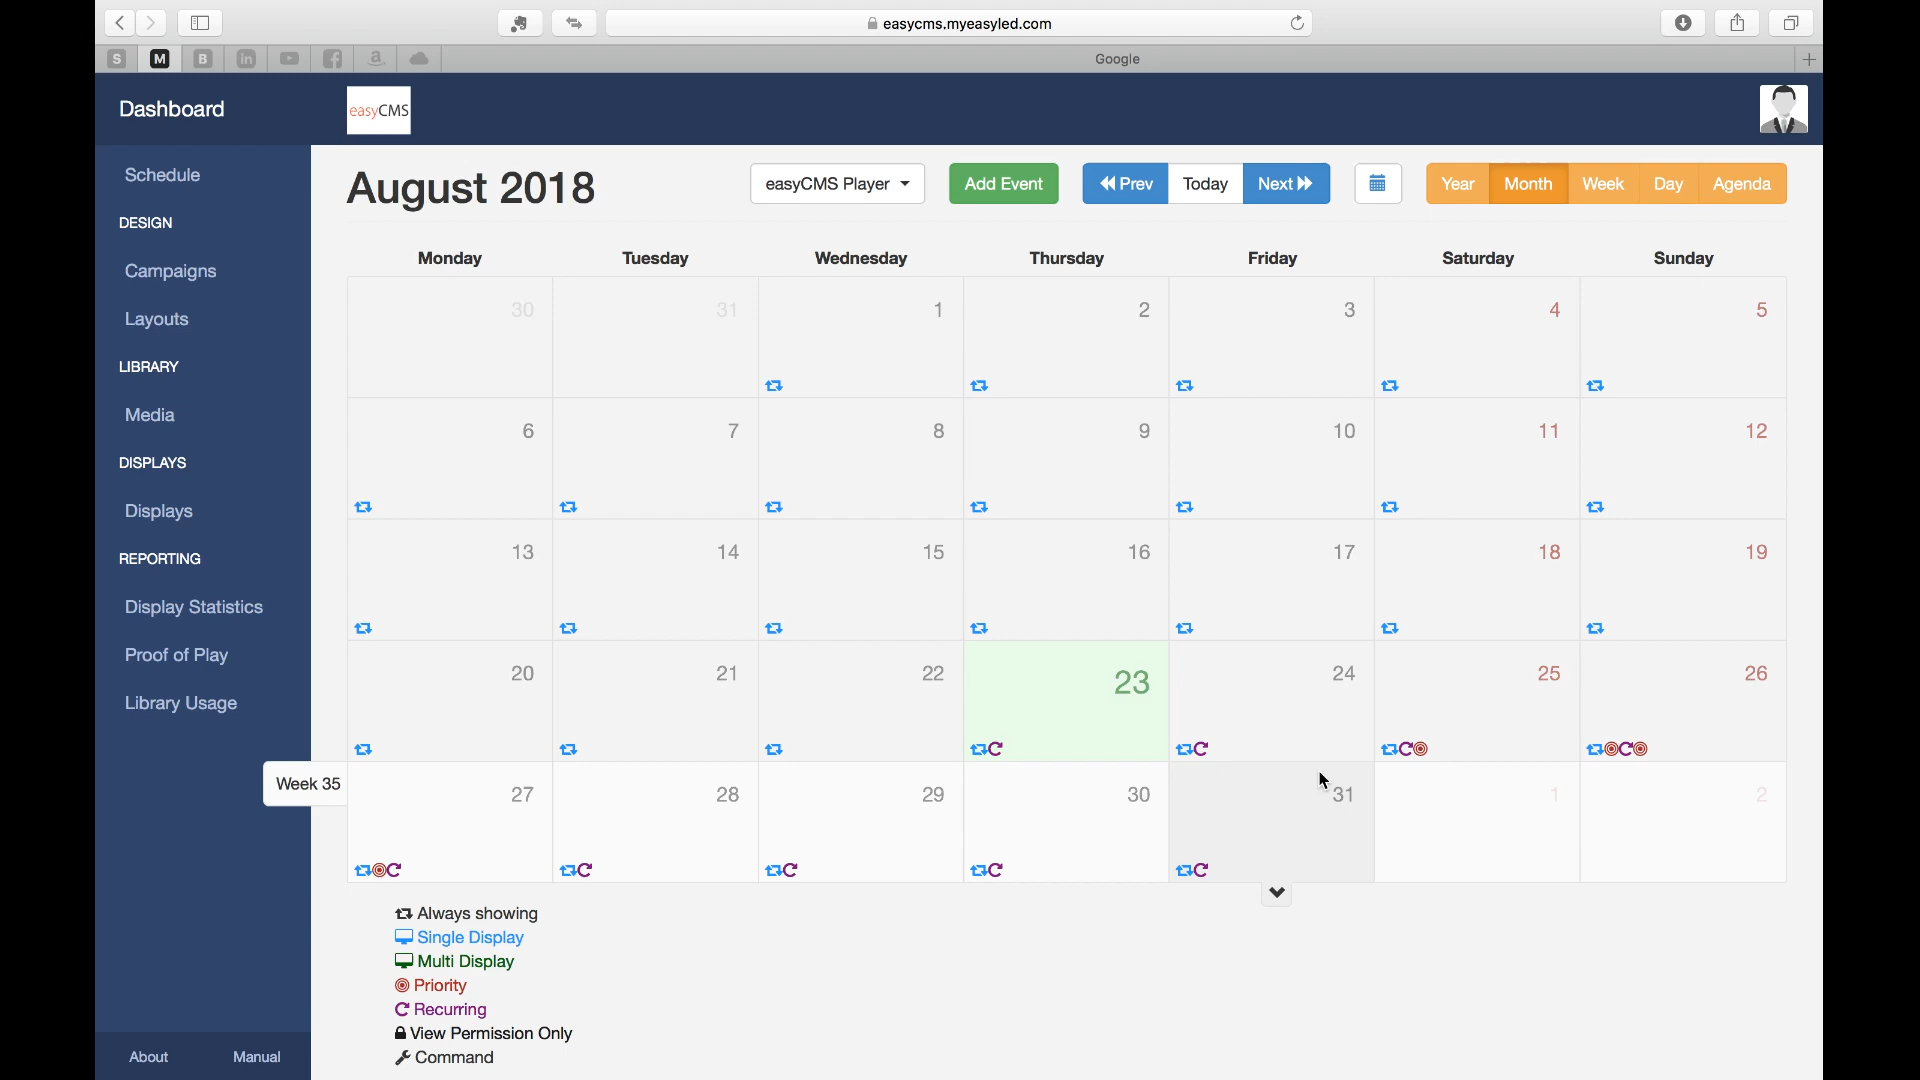 easycms.myeasyled.com
S M B in a Google
Dashboard easyCMS
Schedule
DESIGN
Campaigns
Layouts
LIBRARY
Media
DISPLAYS
Displays
REPORTING
Display Statistics
Proof of Play
Library Usage
About Manual
August 2018 easyCMS Player Add Event Prev Today Next Year Month Week Day Agenda
Monday Tuesday Wednesday Thursday Friday Saturday Sunday
30 31 1 2 3 4 5
6 7 8 9 10 11 12
13 14 15 16 17 18 19
20 21 22 23 24 25 26
Week 35 27 28 29 30 31 1 2
Always showing
Single Display
Multi Display
Priority
Recurring
View Permission Only
Command